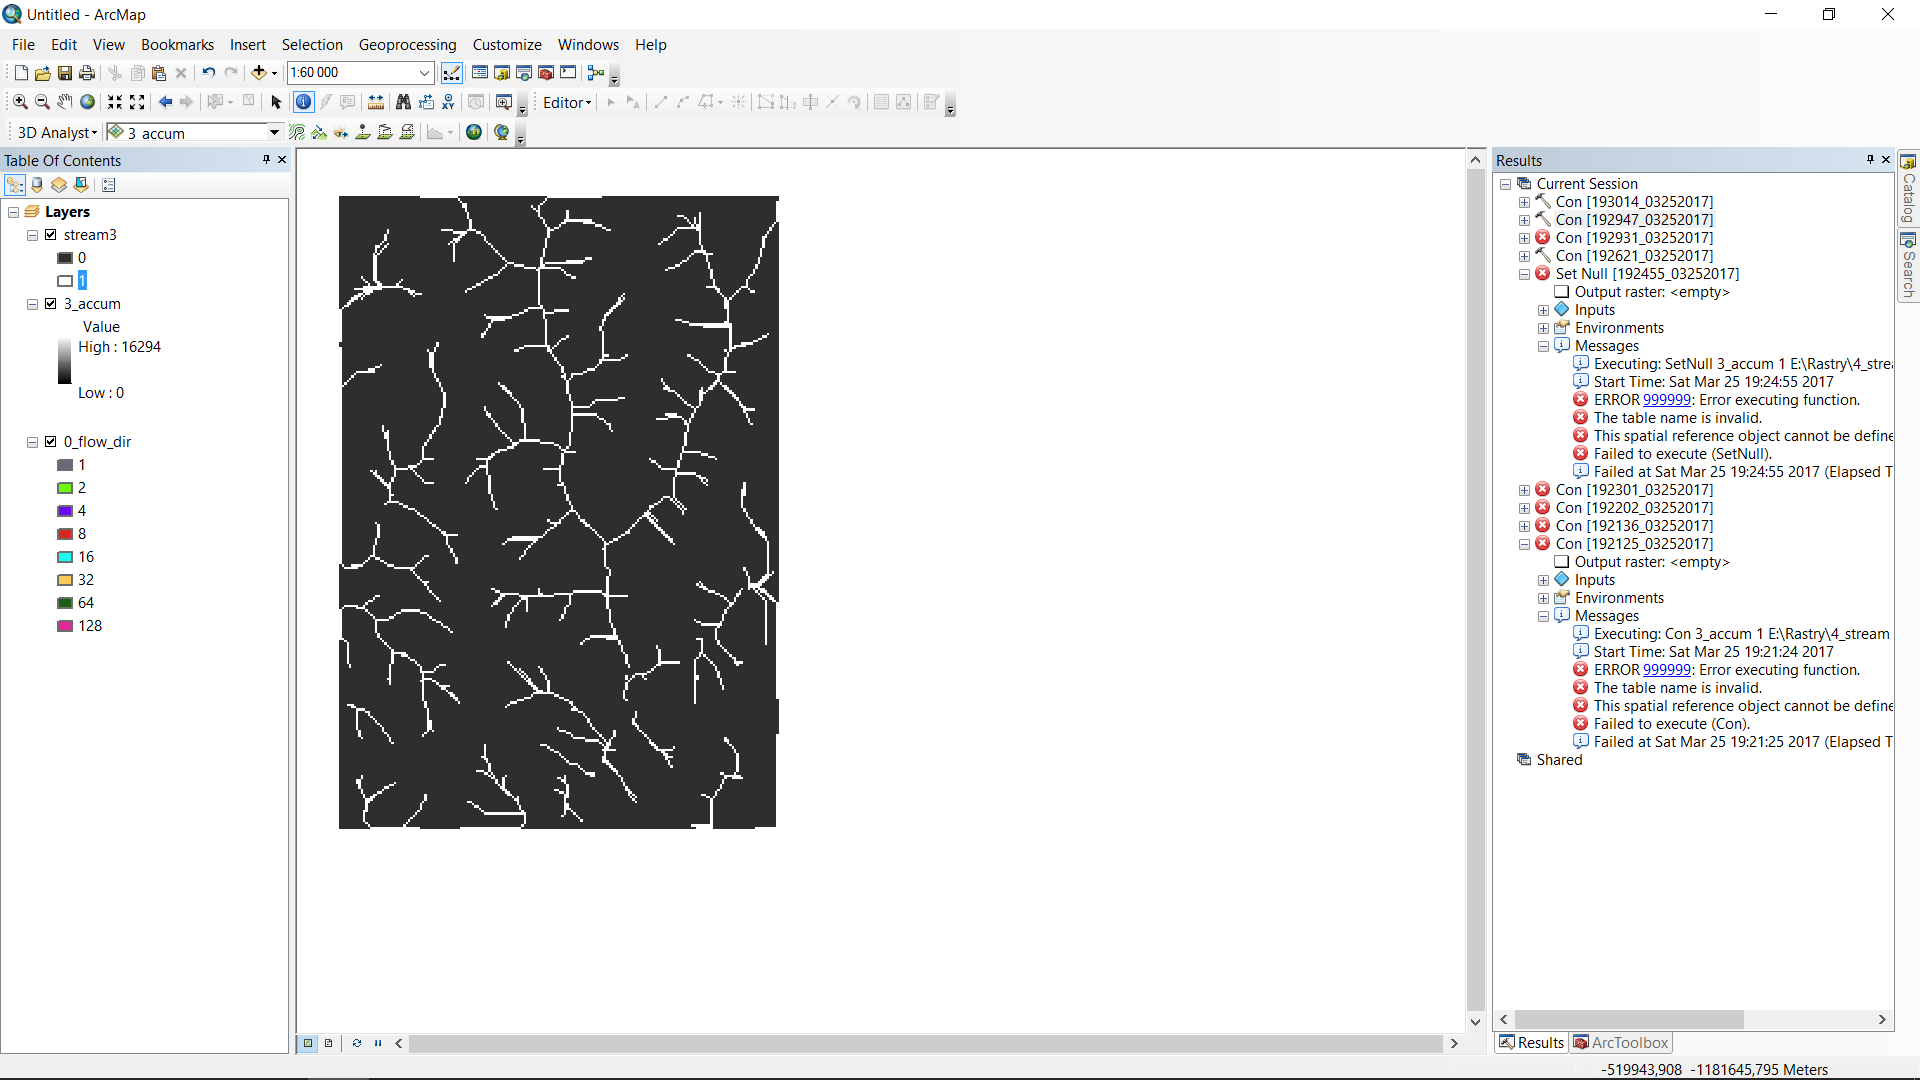 Untitled - ArcMap
File Edit View Bookmarks Insert Selection Geoprocessing Customize Windows Help
1:60 000
Editor
3D Analyst 3_accum
Table Of Contents
Layers
stream3
0
1
3_accum
Value
High : 16294
Low : 0
0_flow_dir
1
2
4
8
16
32
64
128
Results
Current Session
Con [193014_03252017]
Con [192947_03252017]
Con [192931_03252017]
Con [192621_03252017]
Set Null [192455_03252017]
Output raster: <empty>
Inputs
Environments
Messages
Executing: SetNull 3_accum 1 E:\Rastry\4_strea
Start Time: Sat Mar 25 19:24:55 2017
ERROR 999999: Error executing function.
The table name is invalid.
This spatial reference object cannot be define
Failed to execute (SetNull).
Failed at Sat Mar 25 19:24:55 2017 (Elapsed T
Con [192301_03252017]
Con [192202_03252017]
Con [192136_03252017]
Con [192125_03252017]
Output raster: <empty>
Inputs
Environments
Messages
Executing: Con 3_accum 1 E:\Rastry\4_stream
Start Time: Sat Mar 25 19:21:24 2017
ERROR 999999: Error executing function.
The table name is invalid.
This spatial reference object cannot be define
Failed to execute (Con).
Failed at Sat Mar 25 19:21:25 2017 (Elapsed T
Shared
Results ArcToolbox
Catalog
Search
-519943,908 -1181645,795 Meters